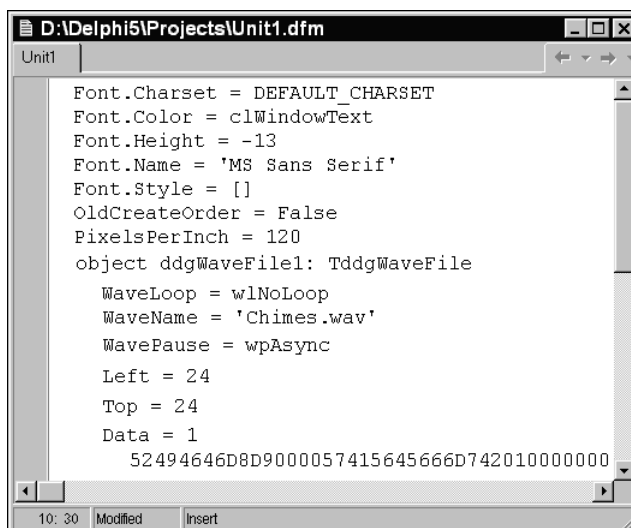 D:\Delphi5\Projects\Unit1.dfm
Unit1
Font.Charset = DEFAULT_CHARSET
Font.Color = clWindowText
Font.Height = -13
Font.Name = 'MS Sans Serif'
Font.Style = []
OldCreateOrder = False
PixelsPerInch = 120
object ddgWaveFile1: TddgWaveFile
WaveLoop = wlNoLoop
WaveName = 'Chimes.wav'
WavePause = wpAsync
Left = 24
Top = 24
Data = 1
52494646D8D9000057415645666D742010000000
10: 30 Modified Insert